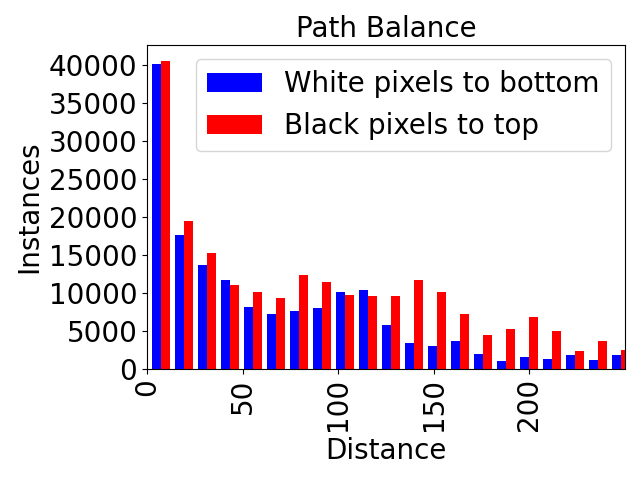 Path Balance
White pixels to bottom
Black pixels to top
Instances
40000
35000
30000
25000
20000
15000
10000
5000
0
0
50
100
150
200
Distance